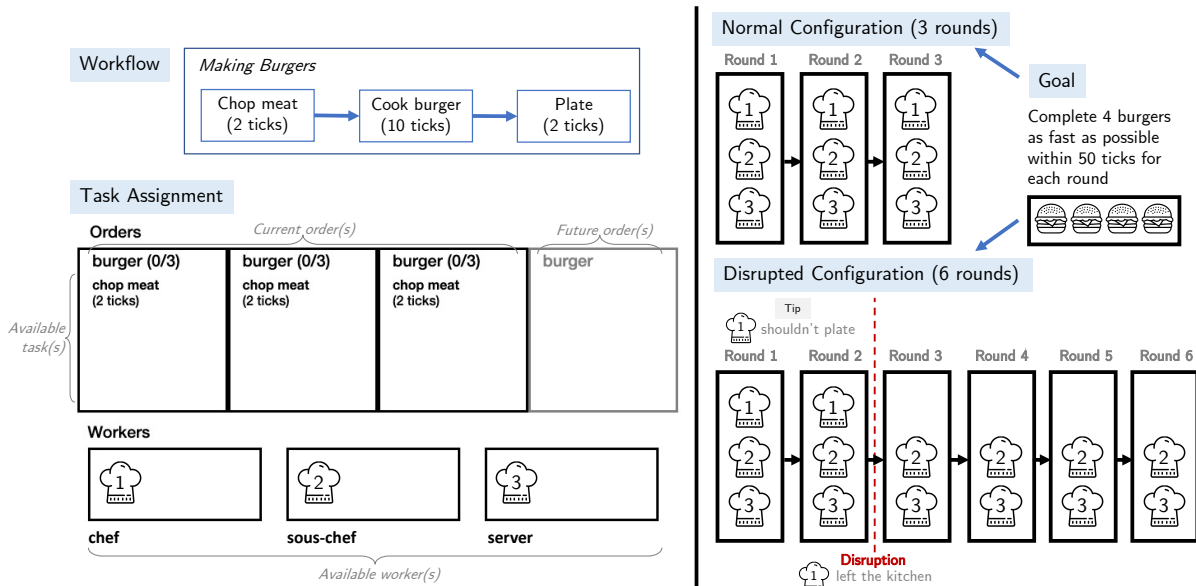 Workflow
Making Burgers
Chop meat
(2 ticks)
Cook burger
(10 ticks)
Plate
(2 ticks)
Task Assignment
Orders
Current order(s)
Future order(s)
burger (0/3)
chop meat
(2 ticks)
burger (0/3)
chop meat
(2 ticks)
burger (0/3)
chop meat
(2 ticks)
burger
Available
task(s)
Workers
1
2
3
chef
sous-chef
server
Available worker(s)
Normal Configuration (3 rounds)
Round 1
Round 2
Round 3
1
1
1
2
2
2
3
3
3
Goal
Complete 4 burgers
as fast as possible
within 50 ticks for
each round
Disrupted Configuration (6 rounds)
Tip
1 shouldn't plate
Round 1
Round 2
Round 3
Round 4
Round 5
Round 6
1
1
2
2
2
2
2
2
3
3
3
3
3
3
Disruption
1 left the kitchen